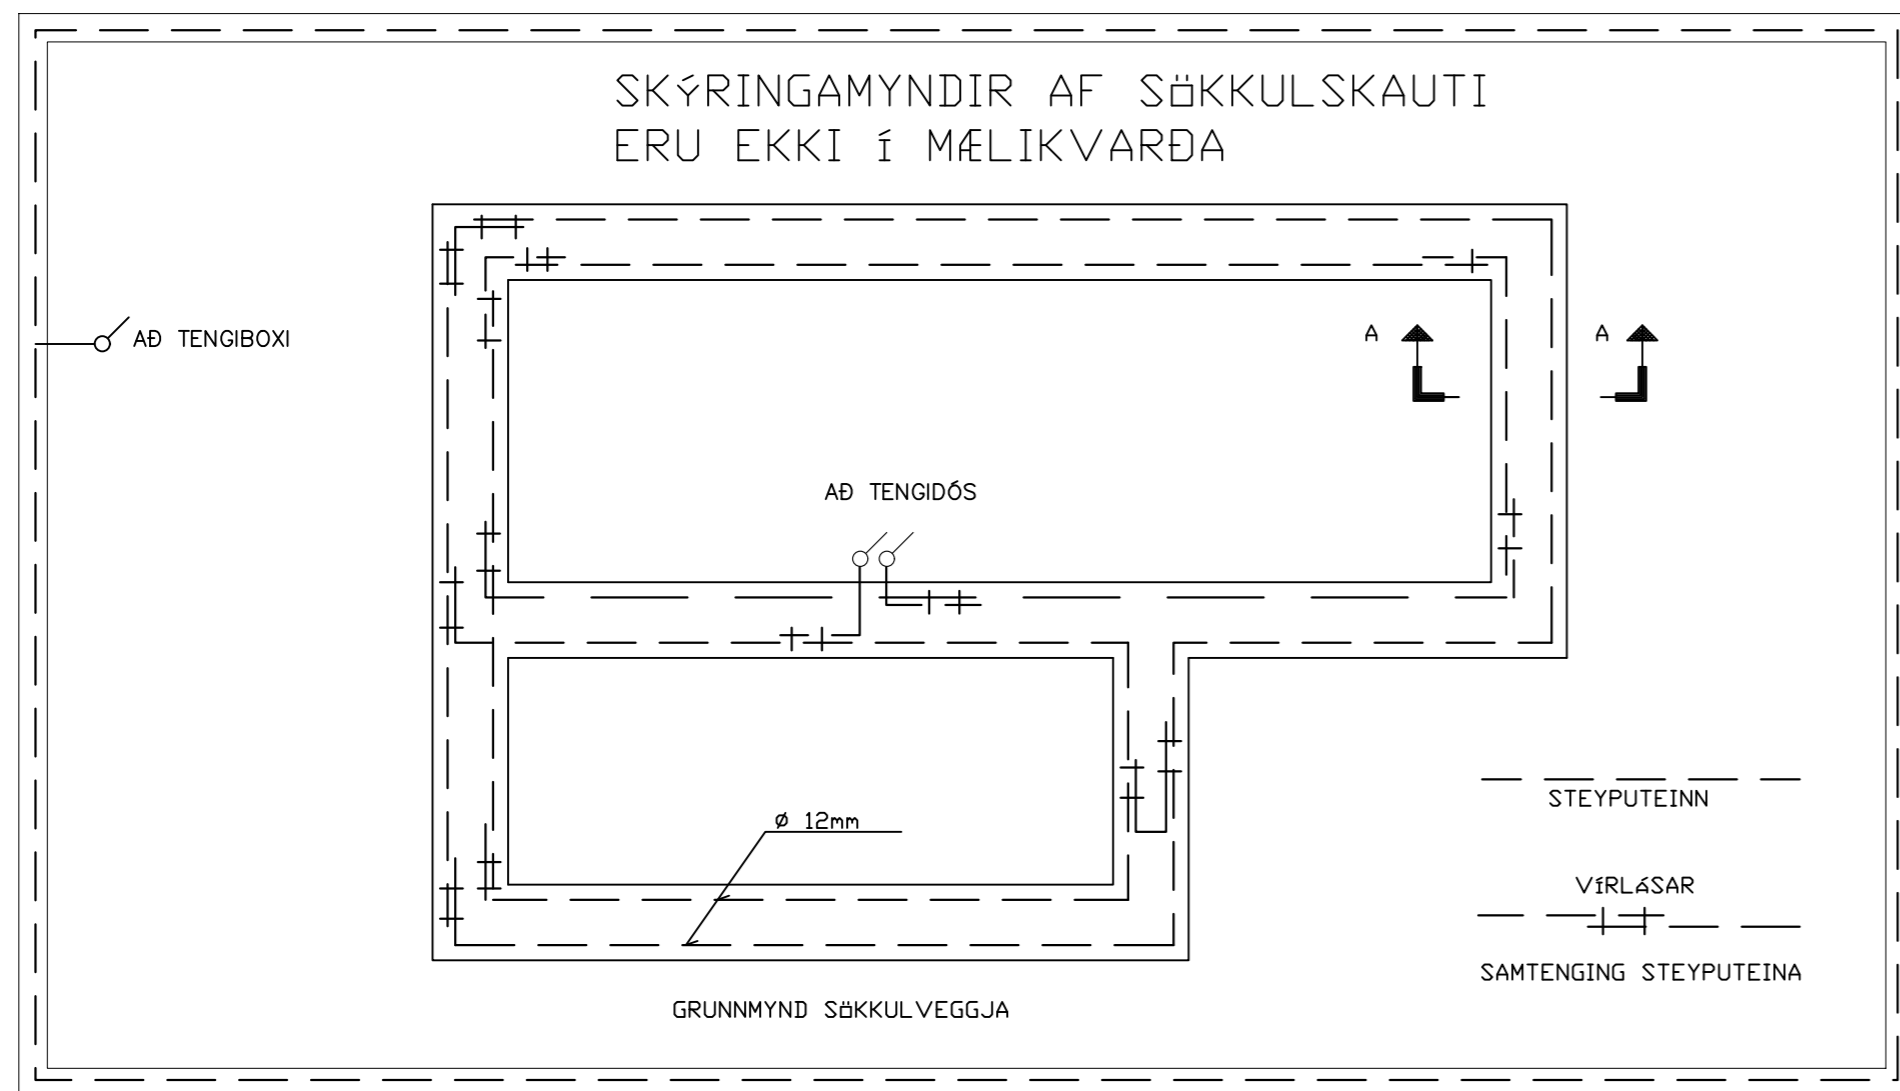 SKÝRINGAMYNDIR AF SÖKKULSKAUTI
ERU EKKI Í MÆLIKVARÐA
AÐ TENGIBOXI
A
A
AÐ TENGIDÓS
Ø 12mm
STEYPUTEINN
VÍRLÁSAR
SAMTENGING STEYPUTEINA
GRUNNMYND SÖKKULVEGGJA